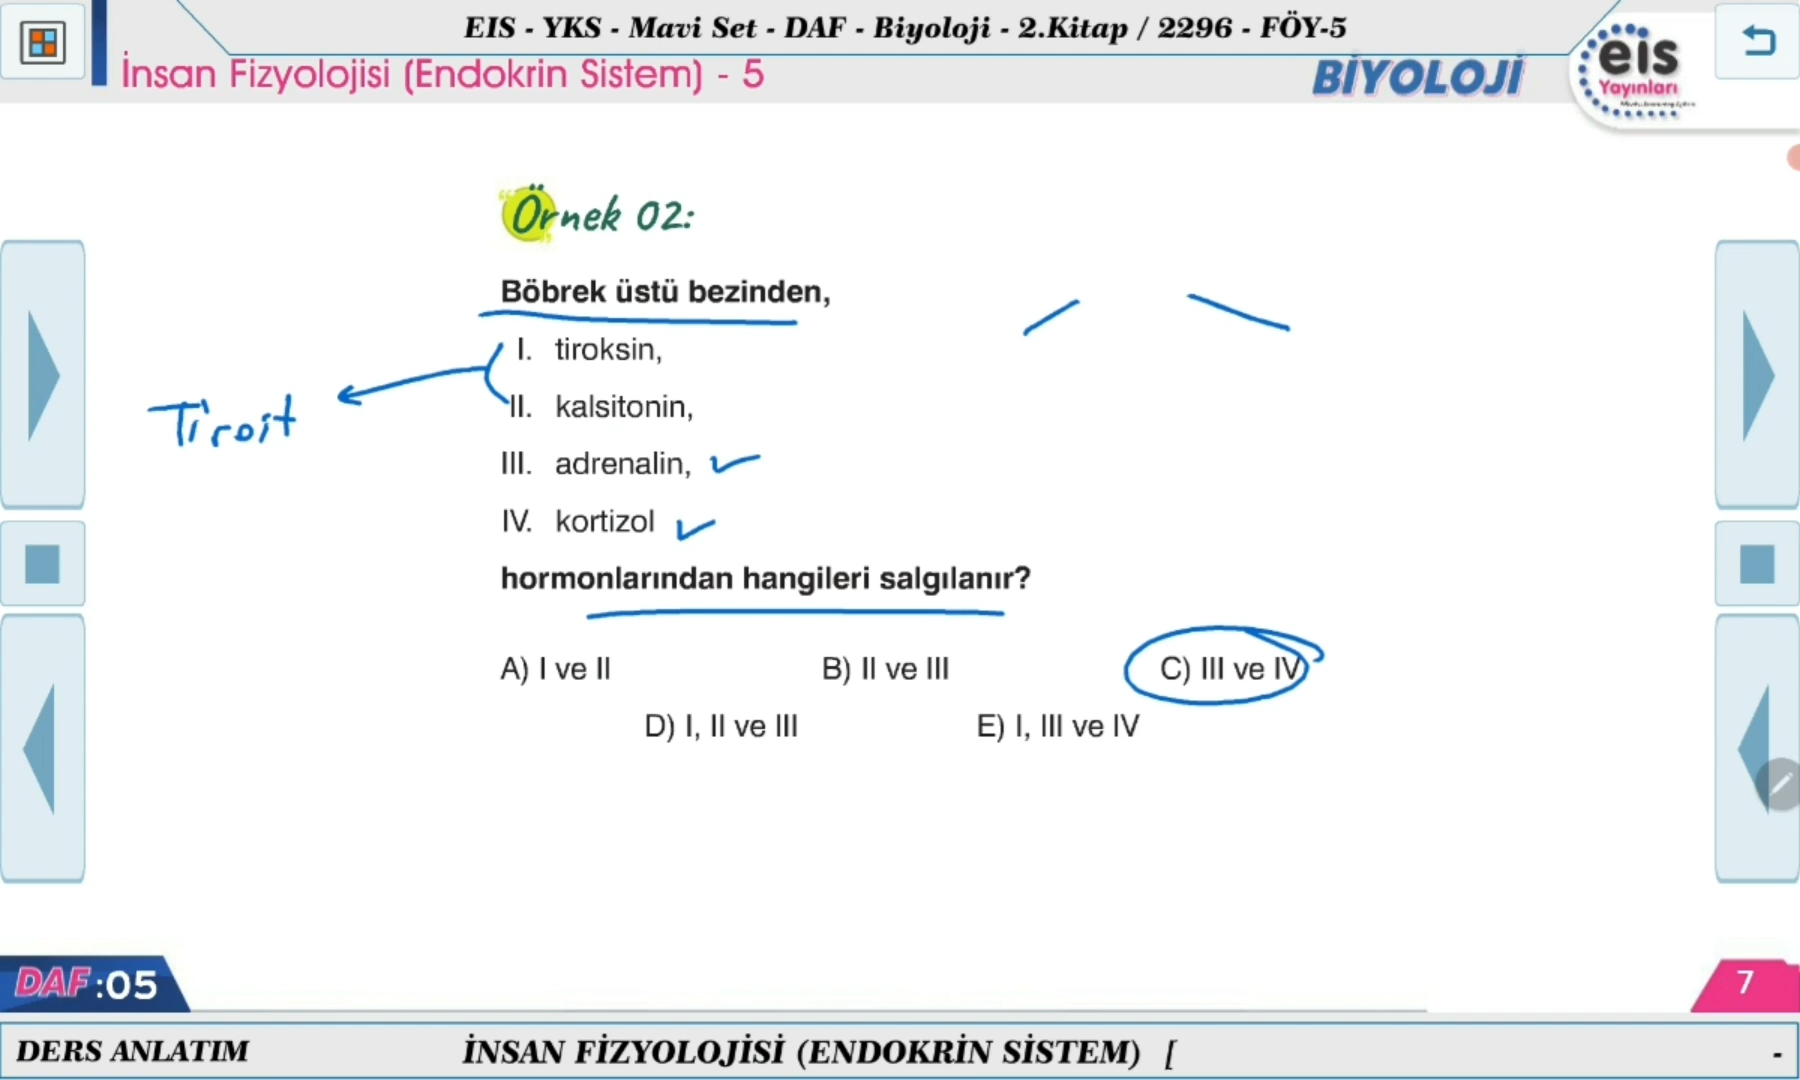 EIS - YKS - Mavi Set - DAF - Biyoloji - 2.Kitap / 2296 - FÖY-5
İnsan Fizyolojisi (Endokrin Sistem) - 5
BİYOLOJİ
eis
Yayınları
Örnek 02:
Böbrek üstü bezinden,
I. tiroksin,
II. kalsitonin,
Tiroit
III. adrenalin,
IV. kortizol
hormonlarından hangileri salgılanır?
A) I ve II B) II ve III C) III ve IV
D) I, II ve III E) I, III ve IV
DAF :05
7
DERS ANLATIM İNSAN FİZYOLOJİSİ (ENDOKRİN SİSTEM) [ -